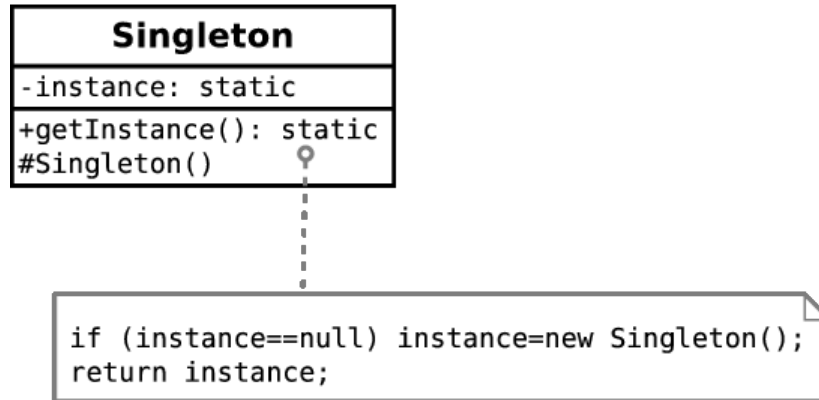 Singleton
-instance: static
+getInstance(): static
#Singleton()
if (instance==null) instance=new Singleton();
return instance;